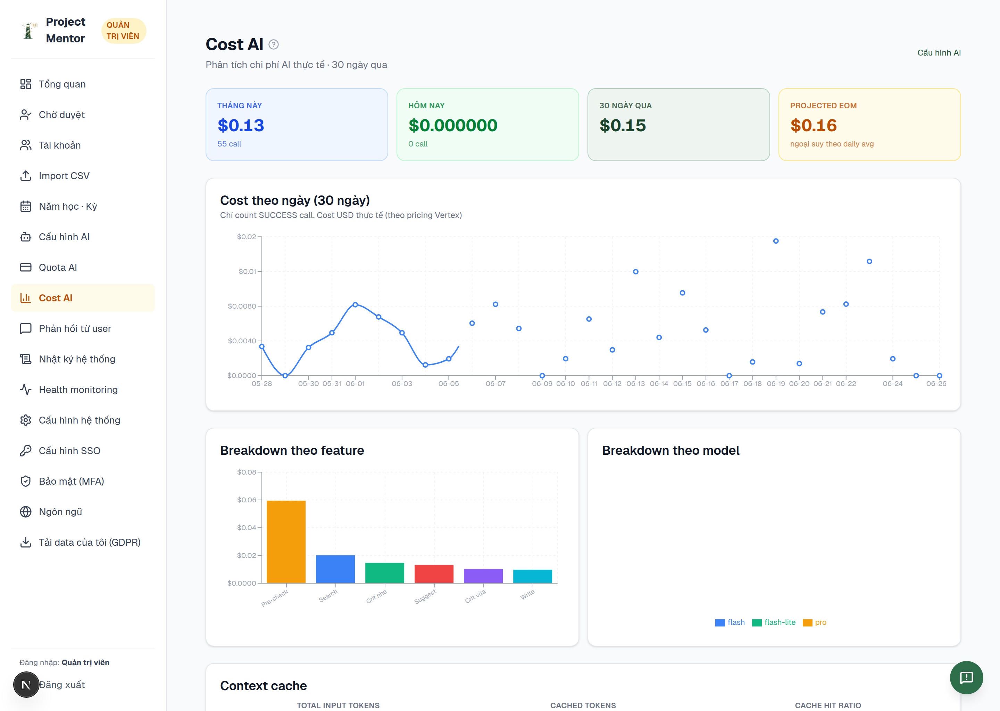 Project
Mentor
QUẢN
TRỊ VIÊN
Tổng quan
Chờ duyệt
Tài khoản
Import CSV
Năm học · Kỳ
Cấu hình AI
Quota AI
Cost AI
Phản hồi từ user
Nhật ký hệ thống
Health monitoring
Cấu hình hệ thống
Cấu hình SSO
Bảo mật (MFA)
Ngôn ngữ
Tải data của tôi (GDPR)
Đăng nhập: Quản trị viên
N
Đăng xuất
Cost AI
Phân tích chi phí AI thực tế · 30 ngày qua
Cấu hình AI
THÁNG NÀY
$0.13
55 call
HÔM NAY
$0.000000
0 call
30 NGÀY QUA
$0.15
PROJECTED EOM
$0.16
ngoại suy theo daily avg
Cost theo ngày (30 ngày)
Chỉ count SUCCESS call. Cost USD thực tế (theo pricing Vertex)
$0.02
$0.01
$0.0080
$0.0040
$0.0000
05-28 05-30 05-31 06-01 06-03 06-05 06-07 06-09 06-10 06-11 06-12 06-13 06-14 06-15 06-16 06-17 06-18 06-19 06-20 06-21 06-22 06-24 06-26
Breakdown theo feature
$0.08
$0.06
$0.04
$0.02
$0.0000
Pre-check Search Crit nhẹ Suggest Crit vừa Write
Breakdown theo model
flash flash-lite pro
Context cache
TOTAL INPUT TOKENS CACHED TOKENS CACHE HIT RATIO